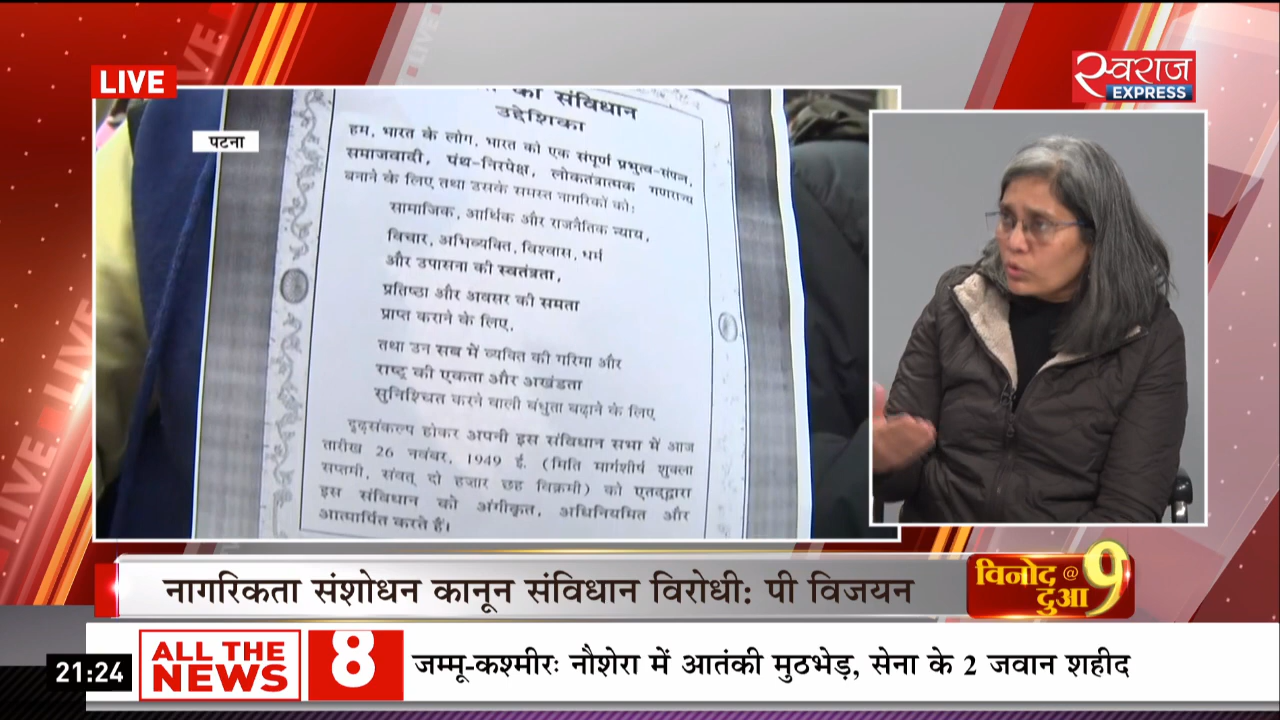 LIVE
स्वराज
EXPRESS
पटना
का संविधान
उद्देशिका
हम, भारत के लोग, भारत को एक संपूर्ण प्रभुत्व-संपन्न,
समाजवादी, पंथ-निरपेक्ष, लोकतंत्रात्मक गणराज्य
बनाने के लिए तथा उसके समस्त नागरिकों को:
सामाजिक, आर्थिक और राजनैतिक न्याय,
विचार, अभिव्यक्ति, विश्वास, धर्म
और उपासना की स्वतंत्रता,
प्रतिष्ठा और अवसर की समता
प्राप्त कराने के लिए,
तथा उन सब में व्यक्ति की गरिमा और
राष्ट्र की एकता और अखंडता
सुनिश्चित करने वाली बंधुता बढ़ाने के लिए
दृढ़संकल्प होकर अपनी इस संविधान सभा में आज
तारीख 26 नवंबर, 1949 ई. (मिति मार्गशीर्ष शुक्ला
सप्तमी, संवत् दो हजार छह विक्रमी) को एतद्द्वारा
इस संविधान को अंगीकृत, अधिनियमित और
आत्मार्पित करते हैं।
नागरिकता संशोधन कानून संविधान विरोधी: पी विजयन
विनोद @ 9
दुआ
ALL THE
NEWS
8
जम्मू-कश्मीरः नौशेरा में आतंकी मुठभेड़, सेना के 2 जवान शहीद
21:24
LIVE
LIVE
LIVE
LIVE